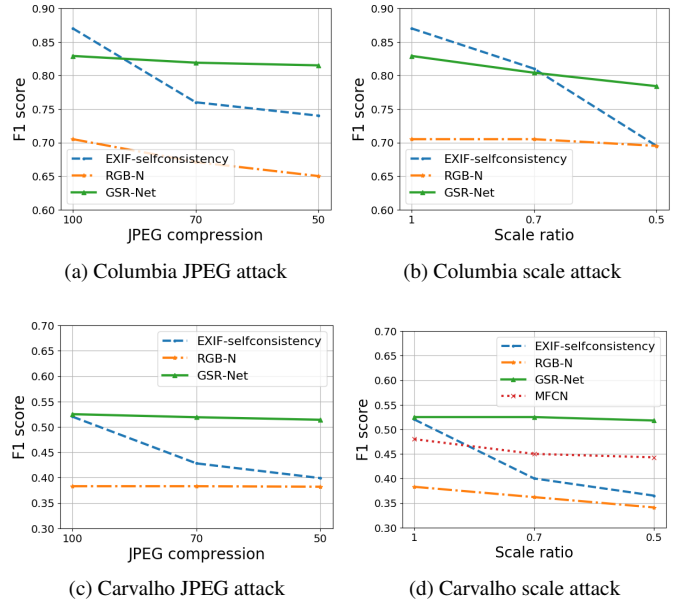 0.90
0.85
0.80
0.75
0.70
0.65
0.60
F1 score
EXIF-selfconsistency
RGB-N
GSR-Net
100
70
50
JPEG compression
(a) Columbia JPEG attack
0.90
0.85
0.80
0.75
0.70
0.65
0.60
F1 score
EXIF-selfconsistency
RGB-N
GSR-Net
1
0.7
0.5
Scale ratio
(b) Columbia scale attack
0.70
0.65
0.60
0.55
0.50
0.45
0.40
0.35
0.30
F1 score
EXIF-selfconsistency
RGB-N
GSR-Net
100
70
50
JPEG compression
(c) Carvalho JPEG attack
0.70
0.65
0.60
0.55
0.50
0.45
0.40
0.35
0.30
F1 score
EXIF-selfconsistency
RGB-N
GSR-Net
MFCN
1
0.7
0.5
Scale ratio
(d) Carvalho scale attack